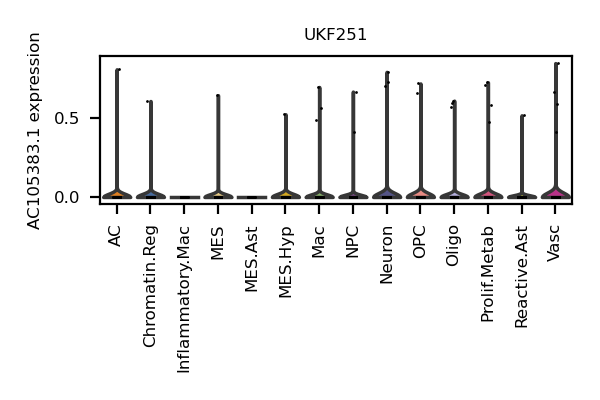 UKF251
AC105383.1 expression
0.5
0.0
AC
Chromatin.Reg
Inflammatory.Mac
MES
MES.Ast
MES.Hyp
Mac
NPC
Neuron
OPC
Oligo
Prolif.Metab
Reactive.Ast
Vasc